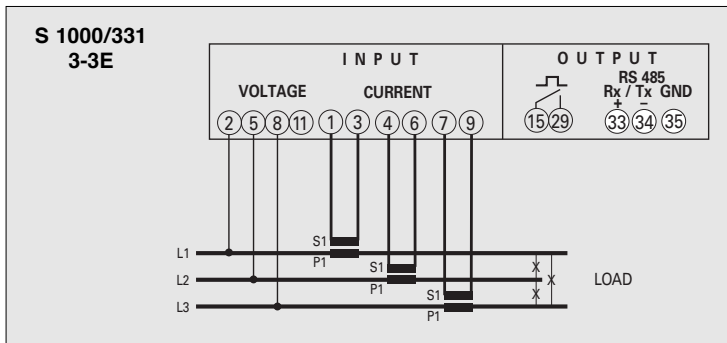 S 1000/331
3-3E
INPUT
OUTPUT
VOLTAGE
CURRENT
RS 485
Rx / Tx GND
+ –
2 5 8 11 1 3 4 6 7 9
15 29 33 34 35
S1
L1
P1
S1
L2
P1
S1
L3
P1
X
X
X
LOAD